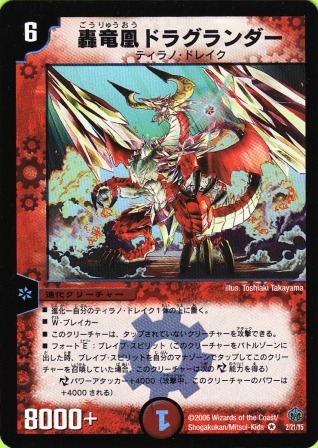 6
ごうりゅうおう
轟竜凰ドラグランダー
ティラノ・ドレイク
illus. Toshiaki Takayama
進化クリーチャー
■ 進化ー自分のティラノ・ドレイク1体の上に置く。
■ W・ブレイカー
■ このクリーチャーは、タップされていないクリーチャーを攻撃できる。
■ フォートE:ブレイブ・スピリット(このクリーチャーをバトルゾーン
に出した時、ブレイブ・スピリットを自分のマナゾーンでタップしてこのクリー
チャーを召喚していた場合、このクリーチャーは次の 能力を得る)
パワーアタッカー+4000(攻撃中、このクリーチャーのパワーは
+4000される)
8000+
1
©2006 Wizards of the Coast/
Shogakukan/Mitsui-Kids 2/21/Y5